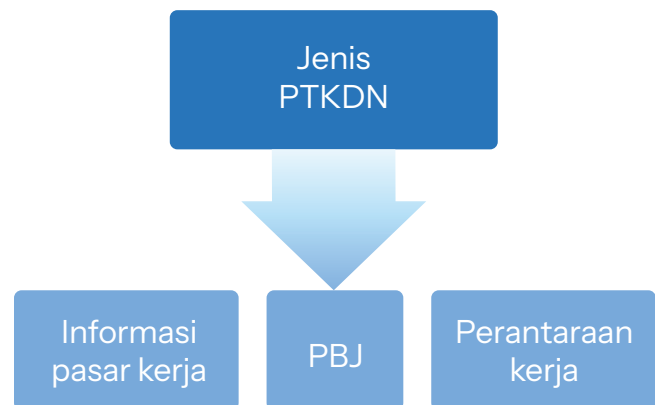 Jenis
PTKDN
Informasi
pasar kerja
PBJ
Perantaraan
kerja